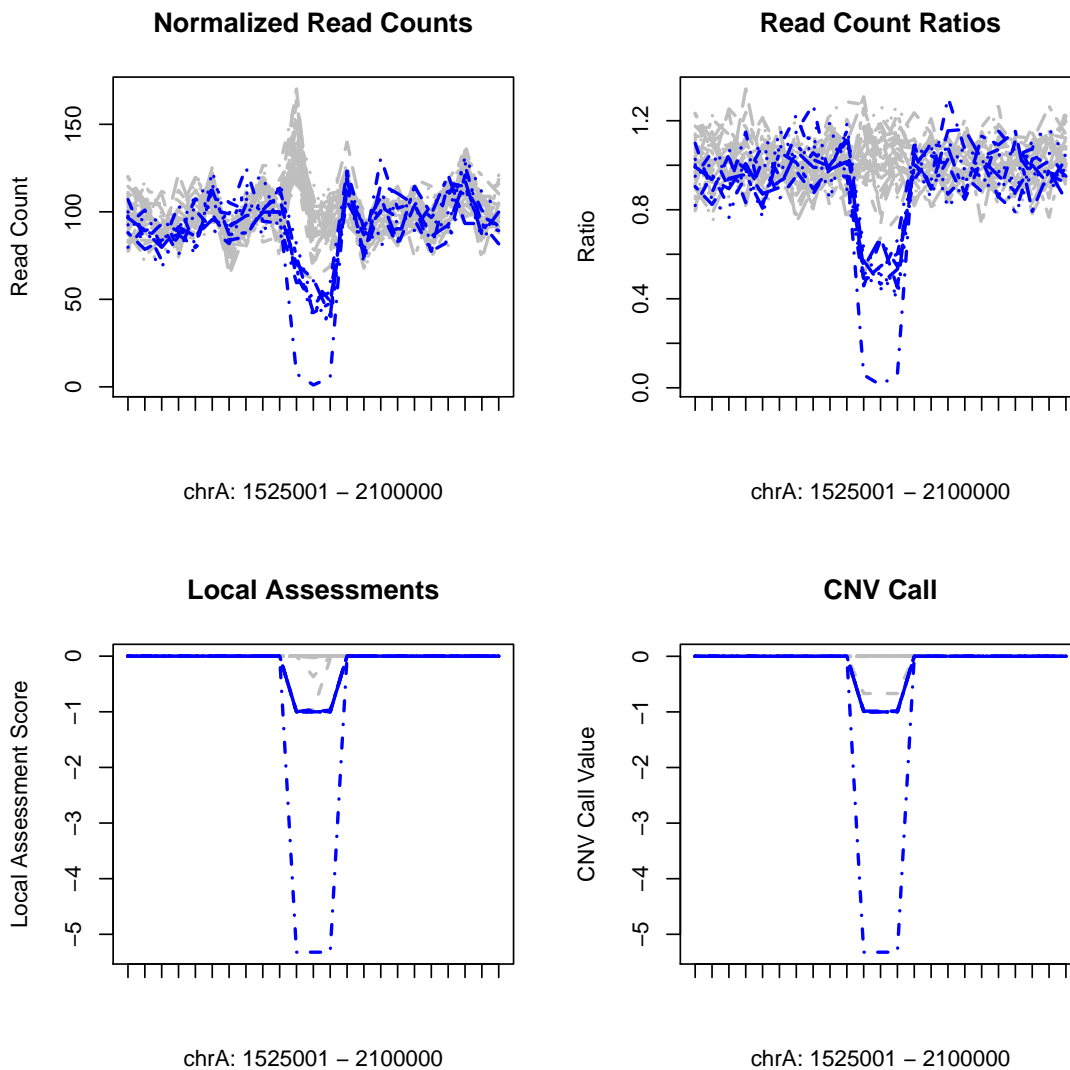 Normalized Read Counts
Read Count
150
100
50
0
chrA: 1525001 – 2100000
Read Count Ratios
Ratio
1.2
0.8
0.4
0.0
chrA: 1525001 – 2100000
Local Assessments
Local Assessment Score
0
−1
−2
−3
−4
−5
chrA: 1525001 – 2100000
CNV Call
CNV Call Value
0
−1
−2
−3
−4
−5
chrA: 1525001 – 2100000